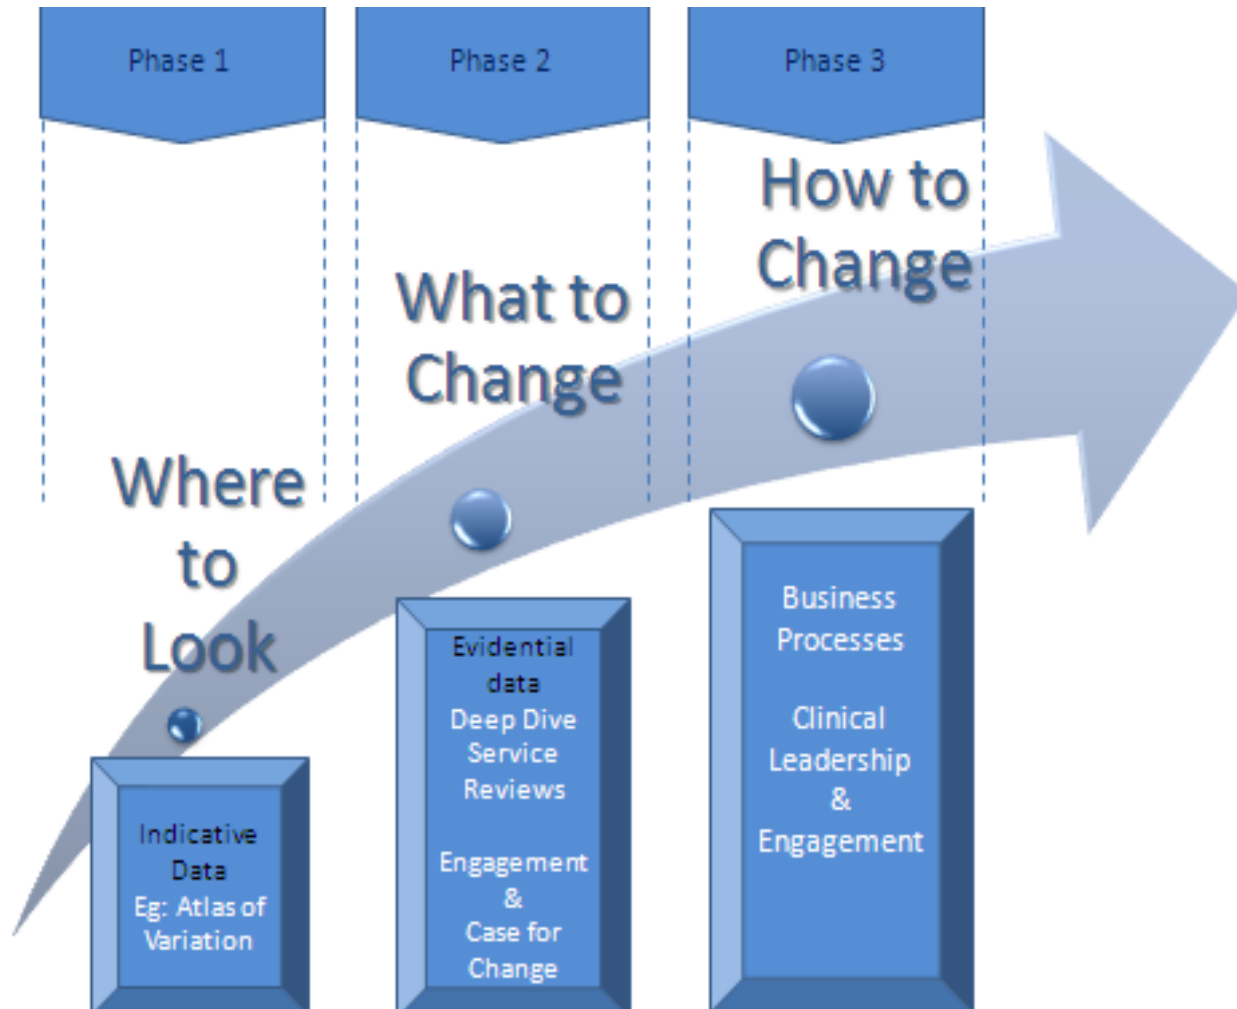 Phase 1
Phase 2
Phase 3
How to
Change
What to
Change
Where
to
Look
Indicative
Data
Eg: Atlas of
Variation
Evidential
data
Deep Dive
Service
Reviews
Engagement
&
Case for
Change
Business
Processes
Clinical
Leadership
&
Engagement